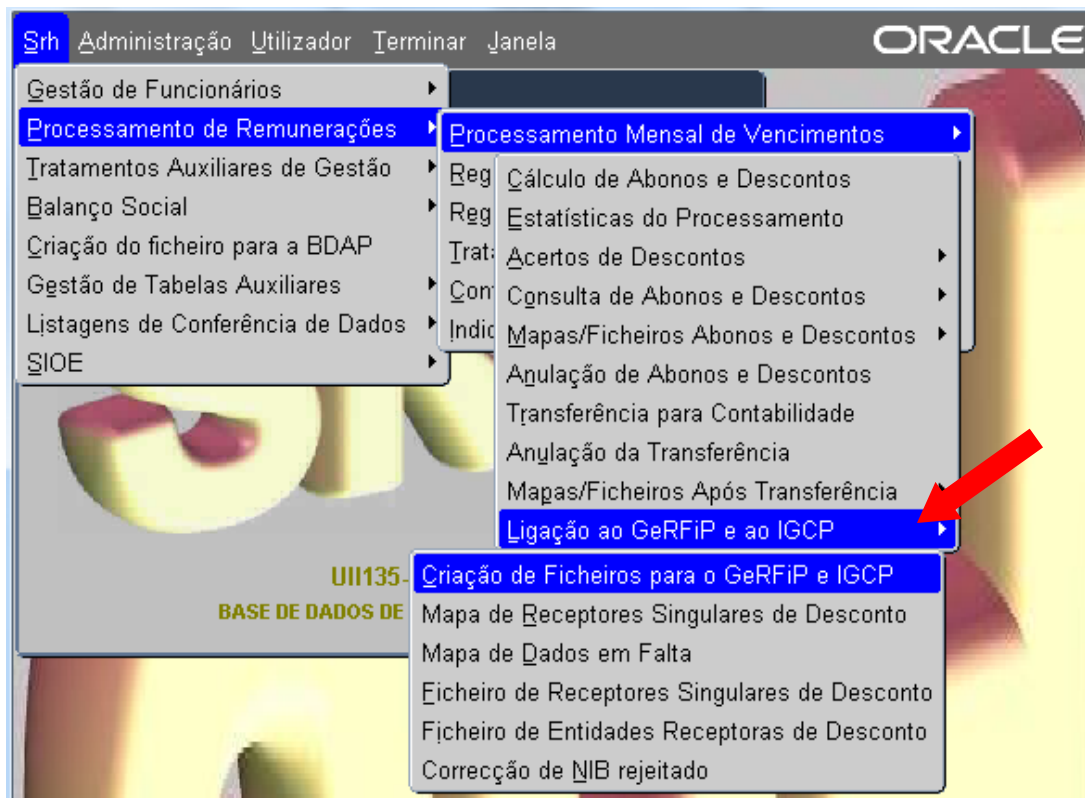 Srh Administração Utilizador Terminar Janela ORACLE
Gestão de Funcionários
Processamento de Remunerações
Tratamentos Auxiliares de Gestão
Balanço Social
Criação do ficheiro para a BDAP
Gestão de Tabelas Auxiliares
Listagens de Conferência de Dados
SIOE
Processamento Mensal de Vencimentos
Cálculo de Abonos e Descontos
Estatísticas do Processamento
Acertos de Descontos
Consulta de Abonos e Descontos
Mapas/Ficheiros Abonos e Descontos
Anulação de Abonos e Descontos
Transferência para Contabilidade
Anulação da Transferência
Mapas/Ficheiros Após Transferência
Ligação ao GeRFiP e ao IGCP
Criação de Ficheiros para o GeRFiP e IGCP
Mapa de Receptores Singulares de Desconto
Mapa de Dados em Falta
Ficheiro de Receptores Singulares de Desconto
Ficheiro de Entidades Receptoras de Desconto
Correcção de NIB rejeitado
UII135-
BASE DE DADOS DE